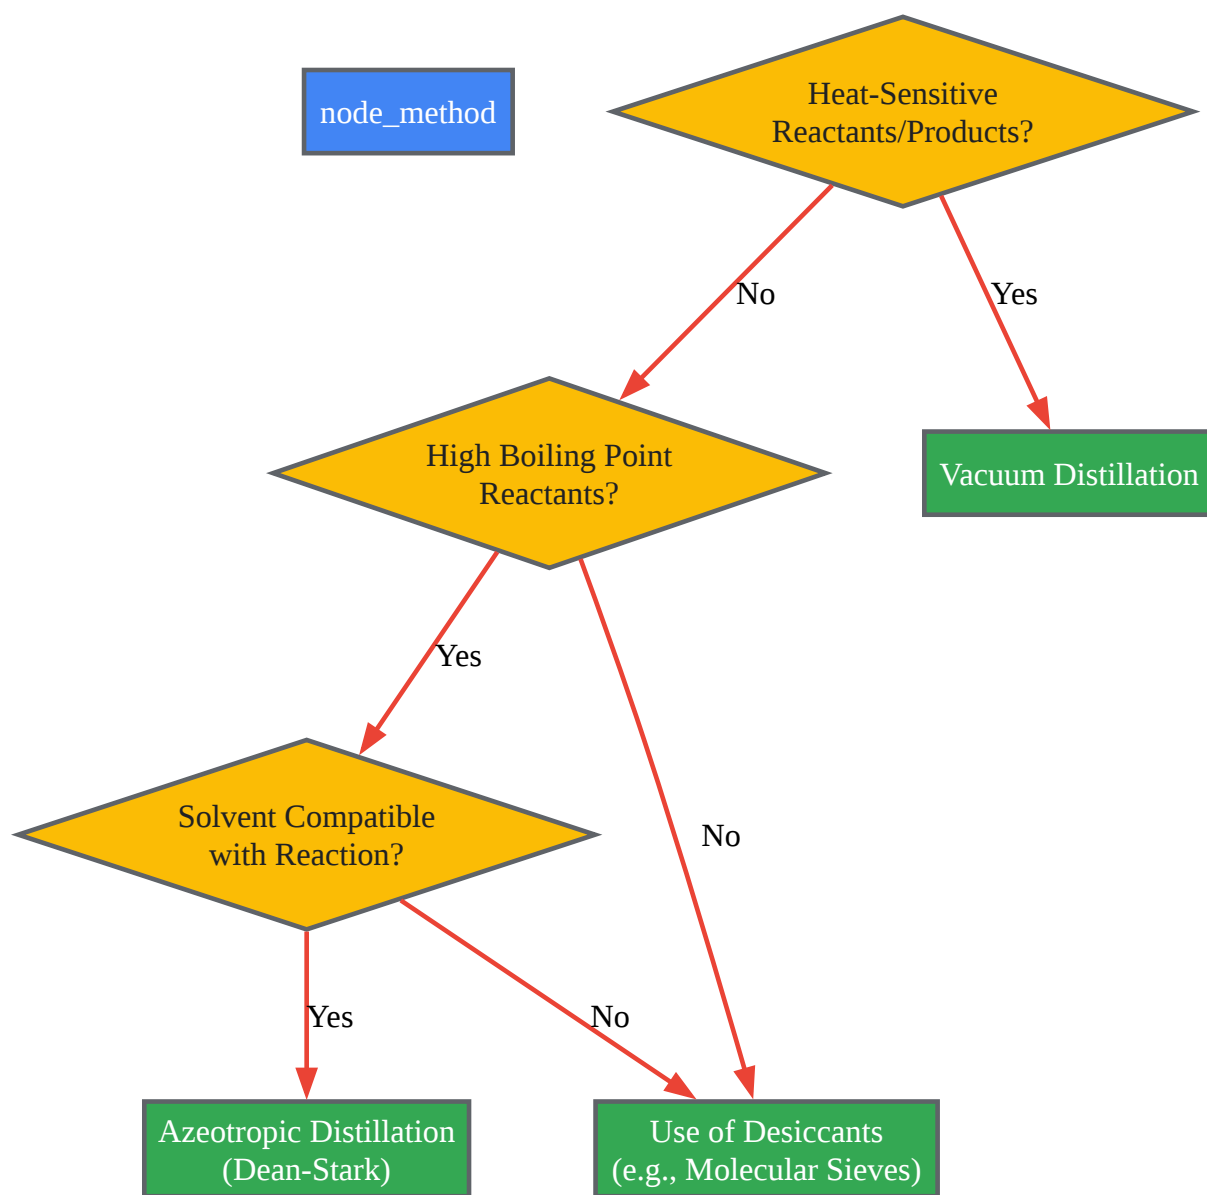 node_method
Heat-Sensitive
Reactants/Products?
No
Yes
High Boiling Point
Reactants?
Vacuum Distillation
Yes
No
Solvent Compatible
with Reaction?
Yes
No
Azeotropic Distillation
(Dean-Stark)
Use of Desiccants
(e.g., Molecular Sieves)